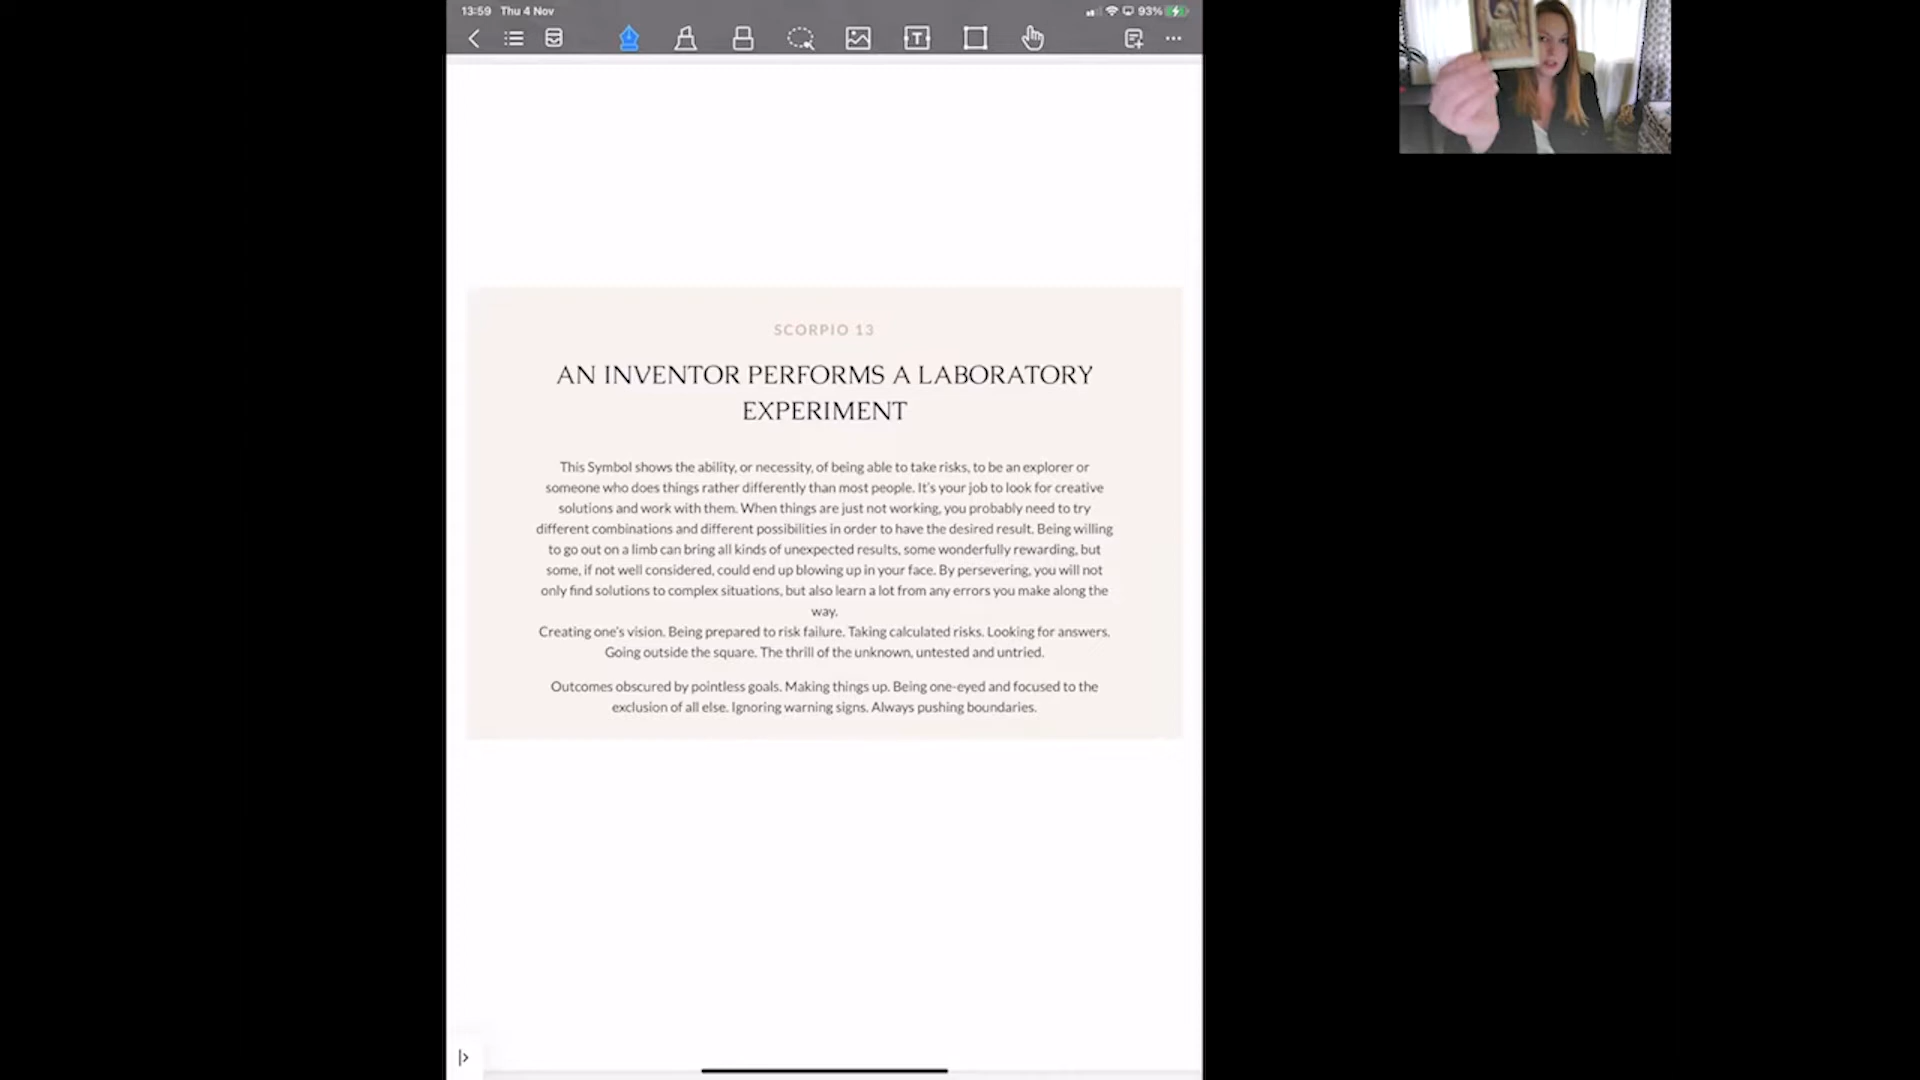 13:59 Thu 4 Nov
93%
T
SCORPIO 13
AN INVENTOR PERFORMS A LABORATORY
EXPERIMENT
This Symbol shows the ability, or necessity, of being able to take risks, to be an explorer or
someone who does things rather differently than most people. It's your job to look for creative
solutions and work with them. When things are just not working, you probably need to try
different combinations and different possibilities in order to have the desired result. Being willing
to go out on a limb can bring all kinds of unexpected results, some wonderfully rewarding, but
some, if not well considered, could end up blowing up in your face. By persevering, you will not
only find solutions to complex situations, but also learn a lot from any errors you make along the
way.
Creating one's vision. Being prepared to risk failure. Taking calculated risks. Looking for answers.
Going outside the square. The thrill of the unknown, untested and untried.
Outcomes obscured by pointless goals. Making things up. Being one-eyed and focused to the
exclusion of all else. Ignoring warning signs. Always pushing boundaries.